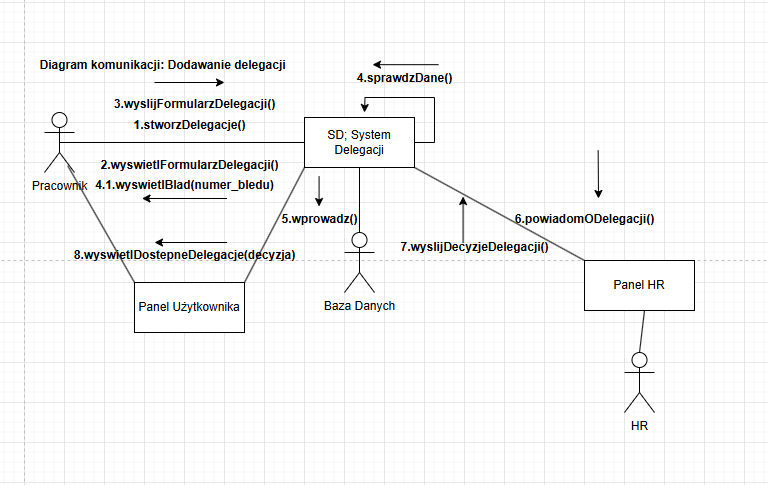 Diagram komunikacji: Dodawanie delegacji
4.sprawdzDane()
3.wyslijFormularzDelegacji()
1.stworzDelegacje()
SD; System
Delegacji
2.wyswietlFormularzDelegacji()
Pracownik
4.1.wyswietlBlad(numer_bledu)
5.wprowadz()
6.powiadomODelegacji()
7.wyslijDecyzjeDelegacji()
8.wyswietlDostepneDelegacje(decyzja)
Panel HR
Panel Użytkownika
Baza Danych
HR